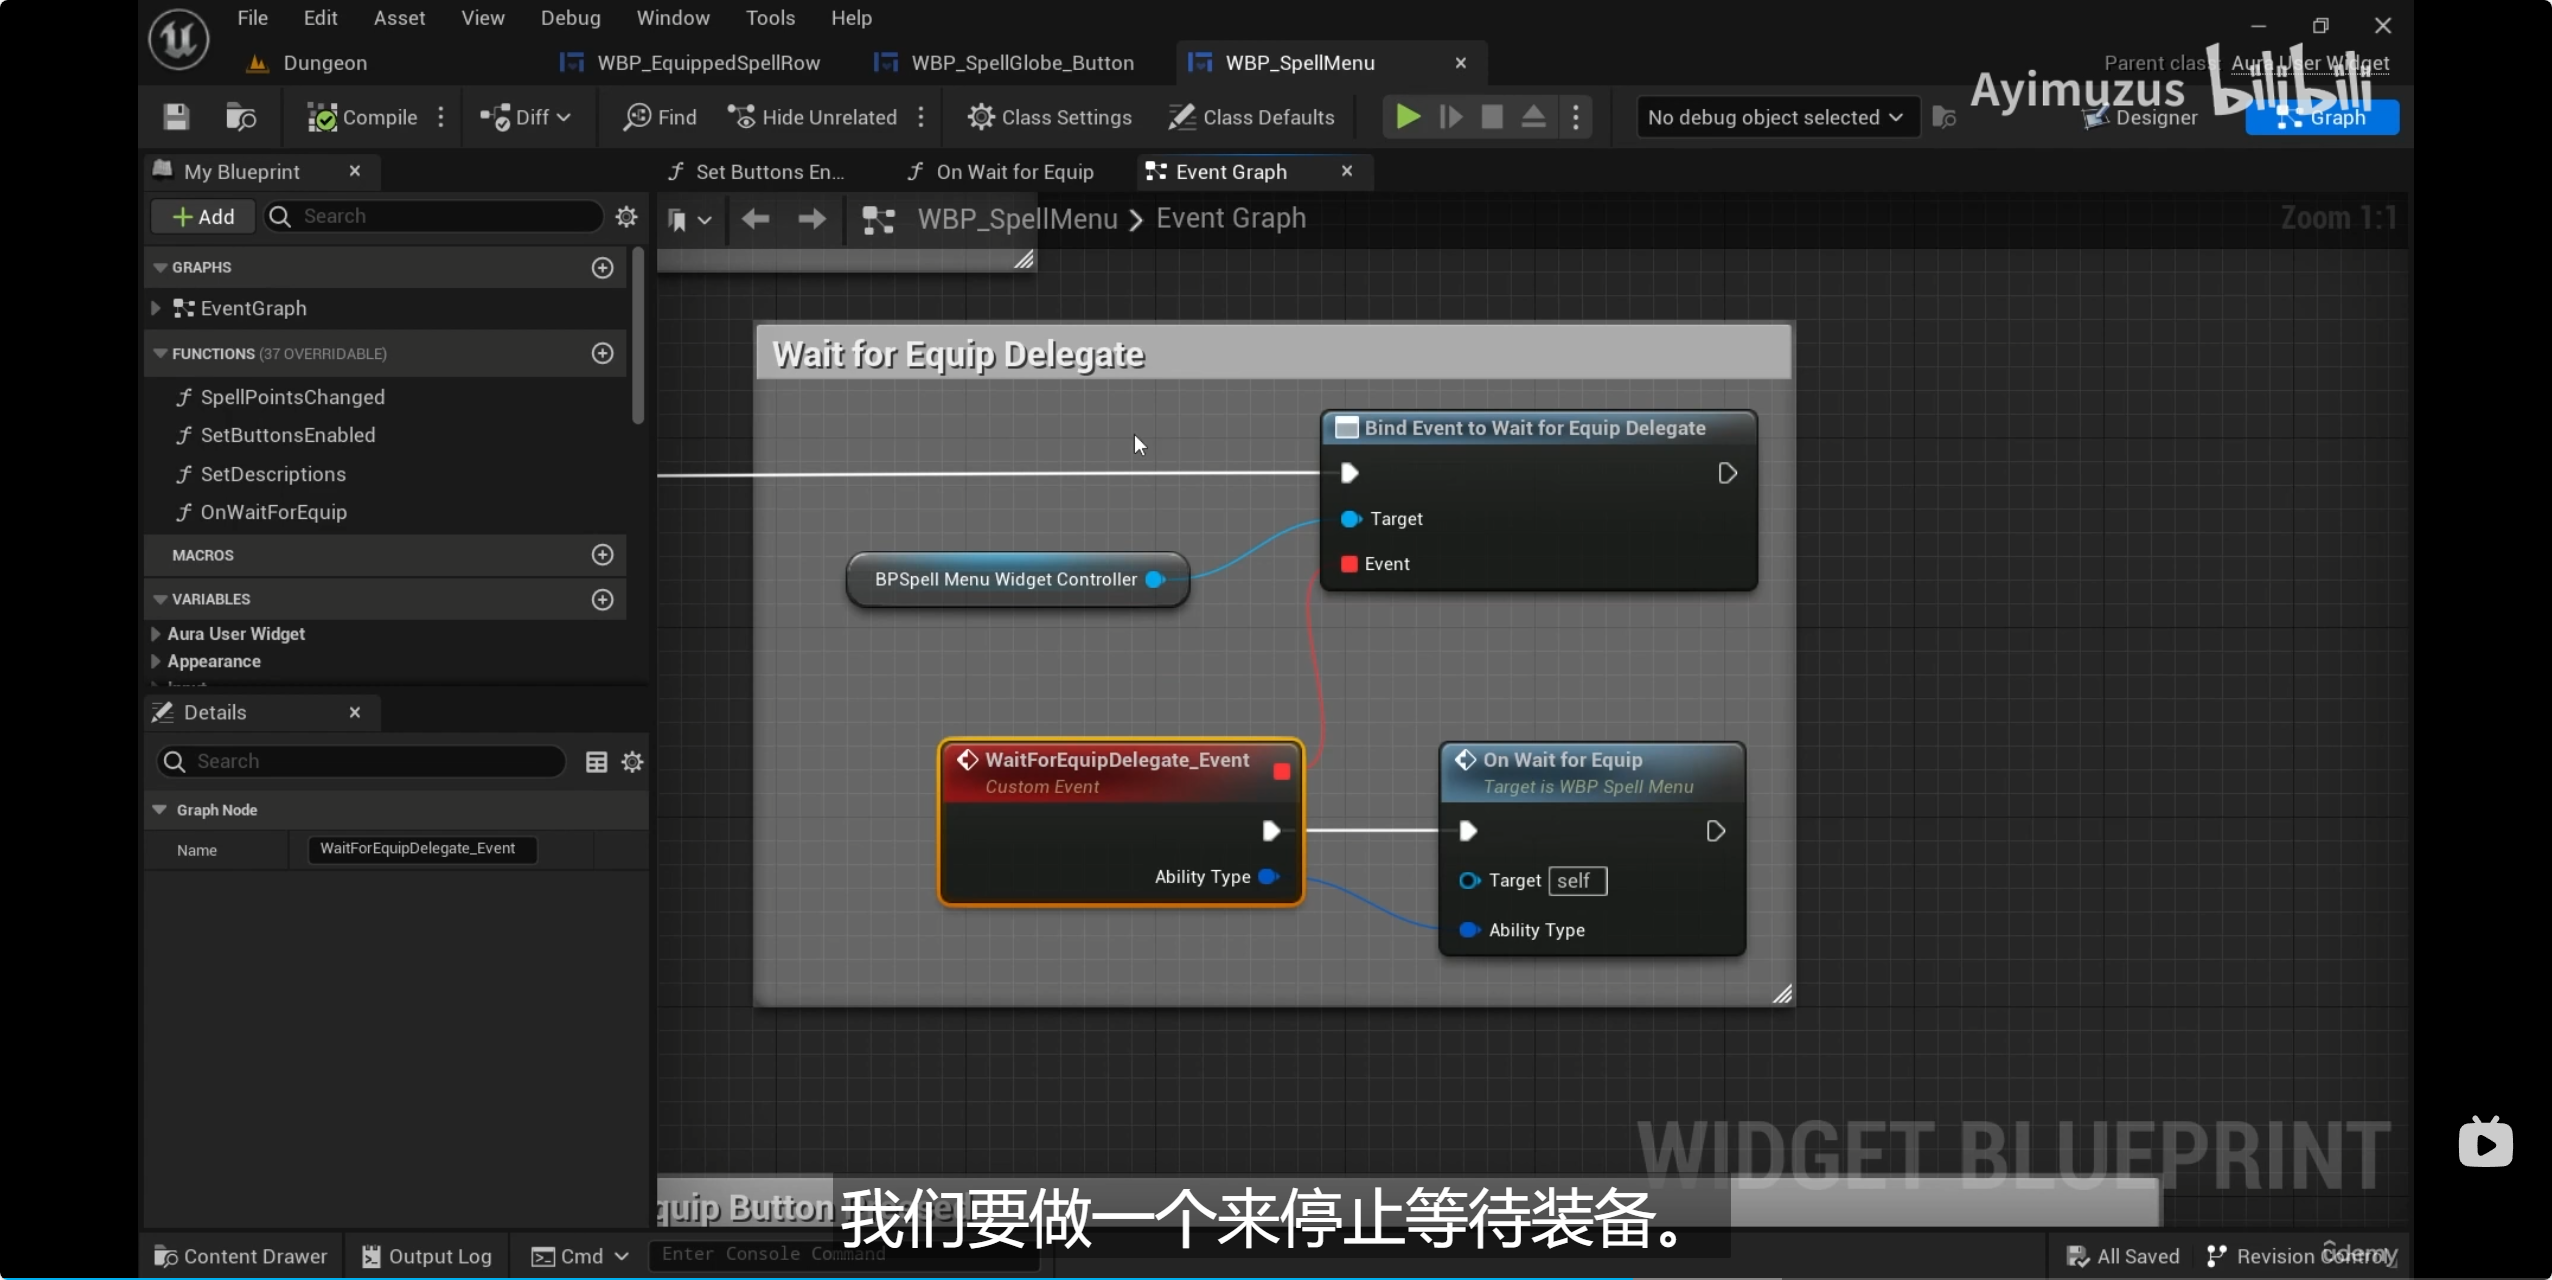 File Edit Asset View Debug Window Tools Help
Dungeon WBP_EquippedSpellRow WBP_SpellGlobe_Button WBP_SpellMenu Parent class: Aura User Widget
Ayimuzus bilibili
Compile Diff Find Hide Unrelated Class Settings Class Defaults No debug object selected Designer Graph
My Blueprint Set Buttons En... On Wait for Equip Event Graph
Add Search WBP_SpellMenu Event Graph Zoom 1:1
GRAPHS
EventGraph
FUNCTIONS (37 OVERRIDABLE)
SpellPointsChanged
SetButtonsEnabled
SetDescriptions
OnWaitForEquip
MACROS
VARIABLES
Aura User Widget
Appearance
Details
Search
Graph Node
Name WaitForEquipDelegate_Event
Wait for Equip Delegate
Bind Event to Wait for Equip Delegate
Target
Event
BPSpell Menu Widget Controller
WaitForEquipDelegate_Event
Custom Event
Ability Type
On Wait for Equip
Target is WBP Spell Menu
Target self
Ability Type
WIDGET BLUEPRINT
Button
我们要做一个来停止等待装备。
Content Drawer Output Log Cmd Enter Console Command All Saved Revision Control
ûdemy